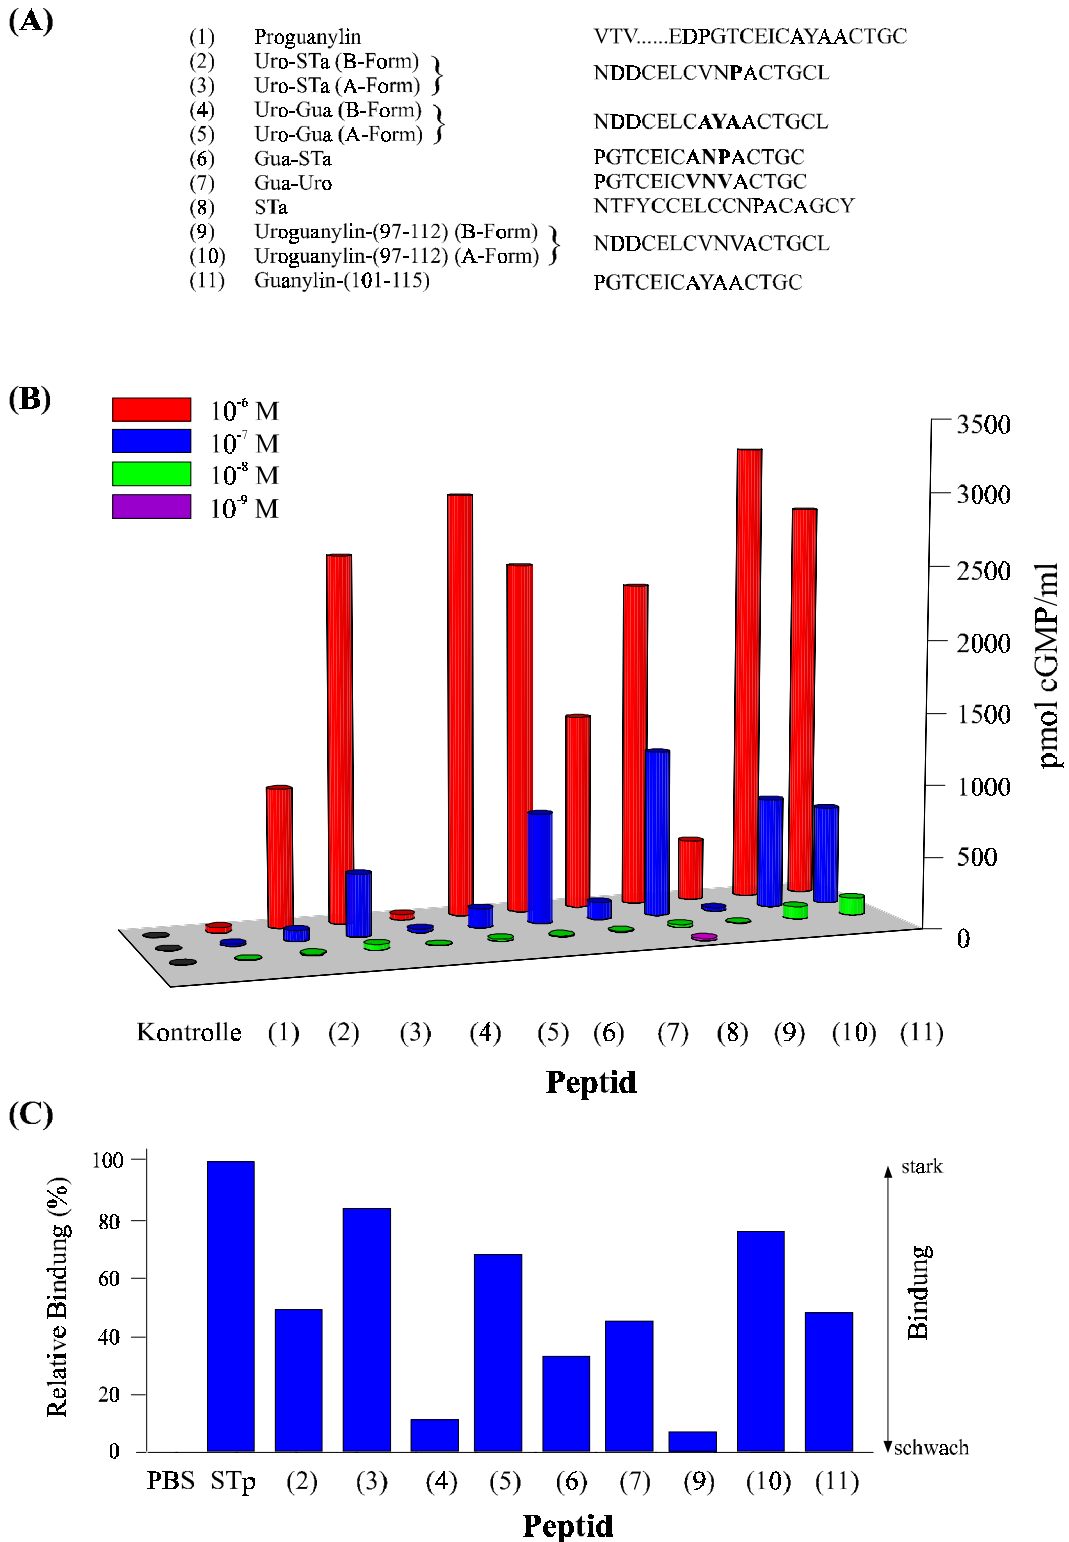 (A)
(1) Proguanylin VTV......EDPGTCEICAYAACTGC
(2) Uro-STa (B-Form)
(3) Uro-STa (A-Form) } NDDCELCVNPACTGCL
(4) Uro-Gua (B-Form)
(5) Uro-Gua (A-Form) } NDDCELCAYAACTGCL
(6) Gua-STa PGTCEICANPACTGC
(7) Gua-Uro PGTCEICVNVACTGC
(8) STa NTFYCCELCCNPACAGCY
(9) Uroguanylin-(97-112) (B-Form)
(10) Uroguanylin-(97-112) (A-Form) } NDDCELCVNVACTGCL
(11) Guanylin-(101-115) PGTCEICAYAACTGC
(B)
10⁻⁶ M
10⁻⁷ M
10⁻⁸ M
10⁻⁹ M
3500
3000
2500
2000
1500
1000
500
0
pmol cGMP/ml
Kontrolle (1) (2) (3) (4) (5) (6) (7) (8) (9) (10) (11)
Peptid
(C)
Relative Bindung (%)
100
80
60
40
20
0
stark
Bindung
schwach
PBS STp (2) (3) (4) (5) (6) (7) (9) (10) (11)
Peptid